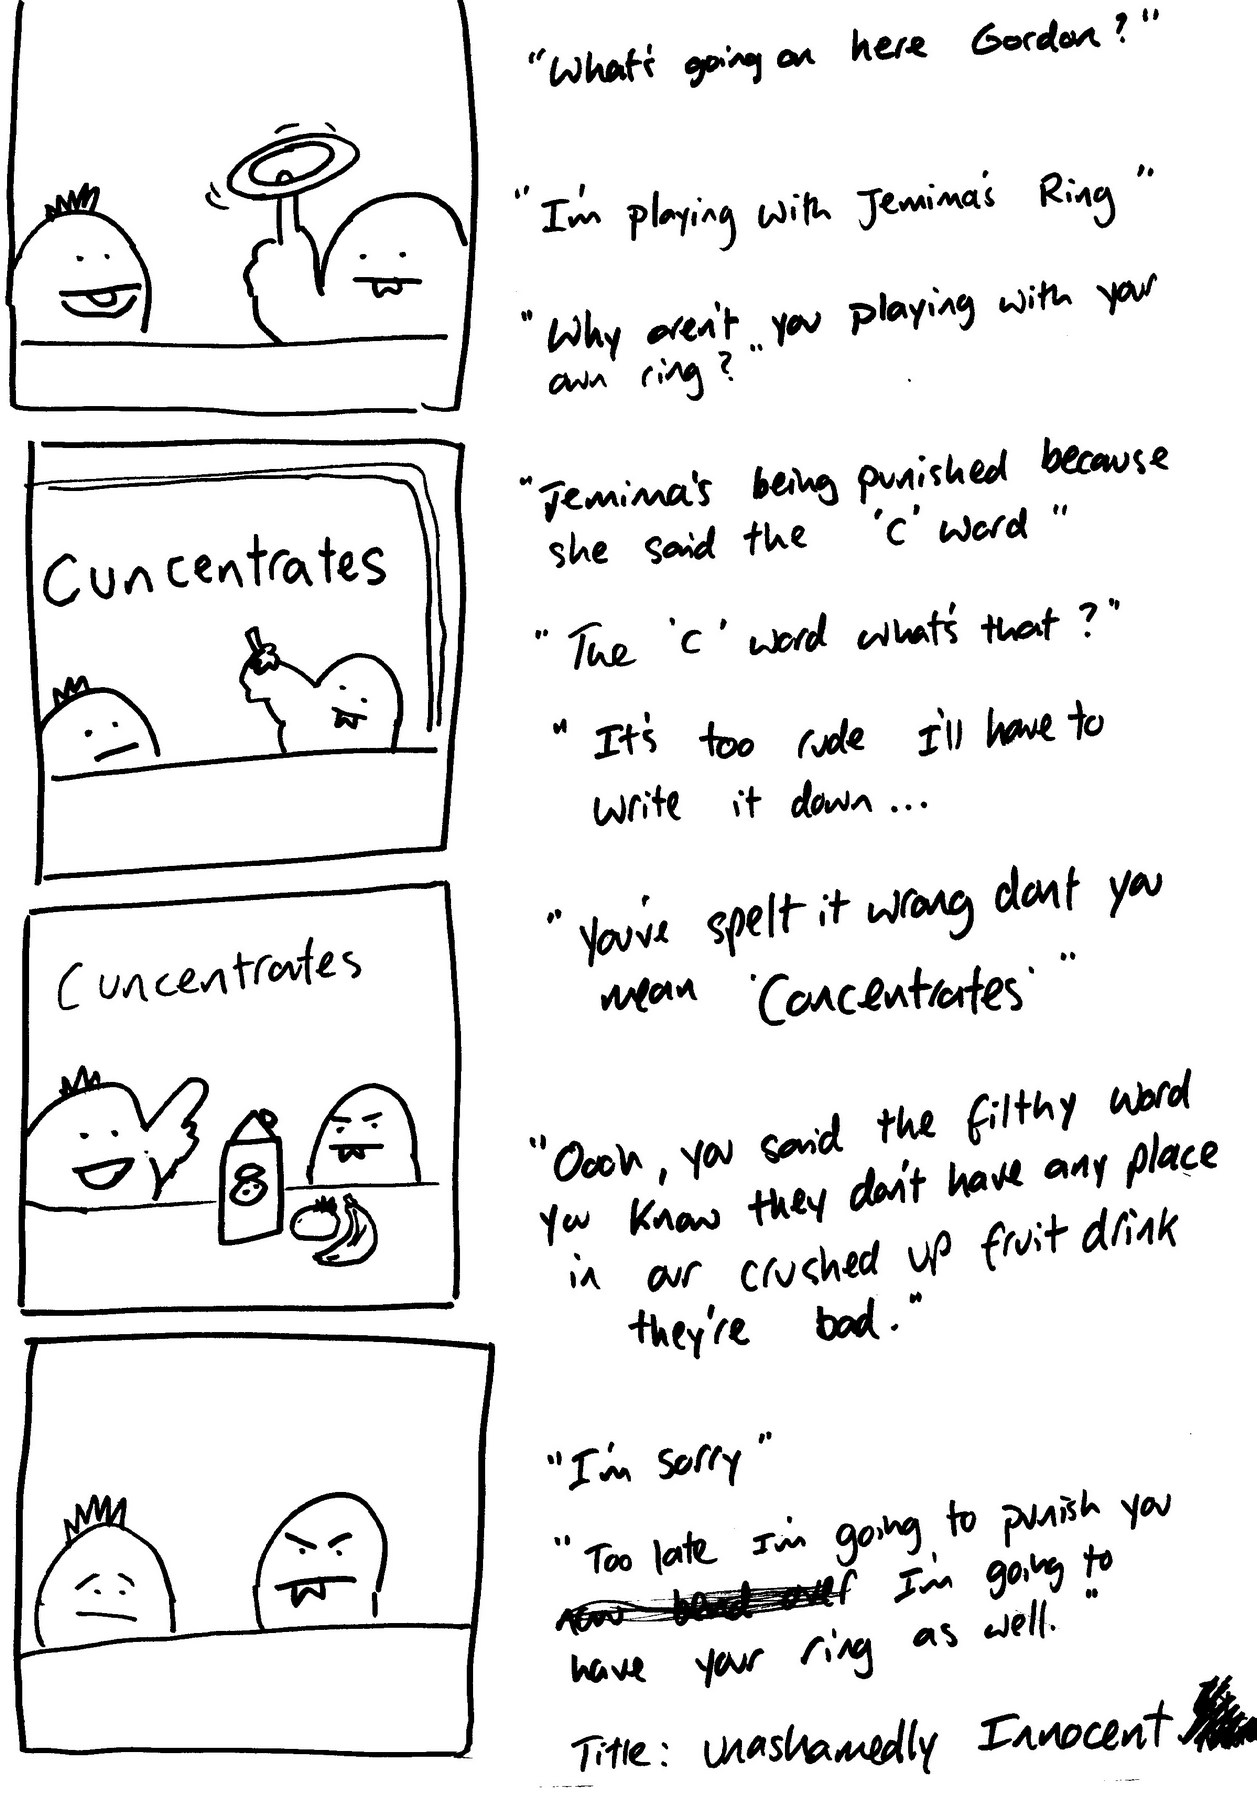 "What's going on here Gordon?"
"I'm playing with Jemima's Ring"
"Why aren't you playing with your
own ring?"
Cuncentrates
"Jemima's being punished because
she said the 'C' word"
"The 'C' word what's that?"
"It's too rude I'll have to
write it down...
Cuncentrates
"You've spelt it wrong dont you
mean 'Concentrates'"
"Oooh, you said the filthy word
you know they don't have any place
in our crushed up fruit drink
they're bad."
"I'm sorry"
"Too late I'm going to punish you
now bend over I'm going to
have your ring as well."
Title: unashamedly Innocent